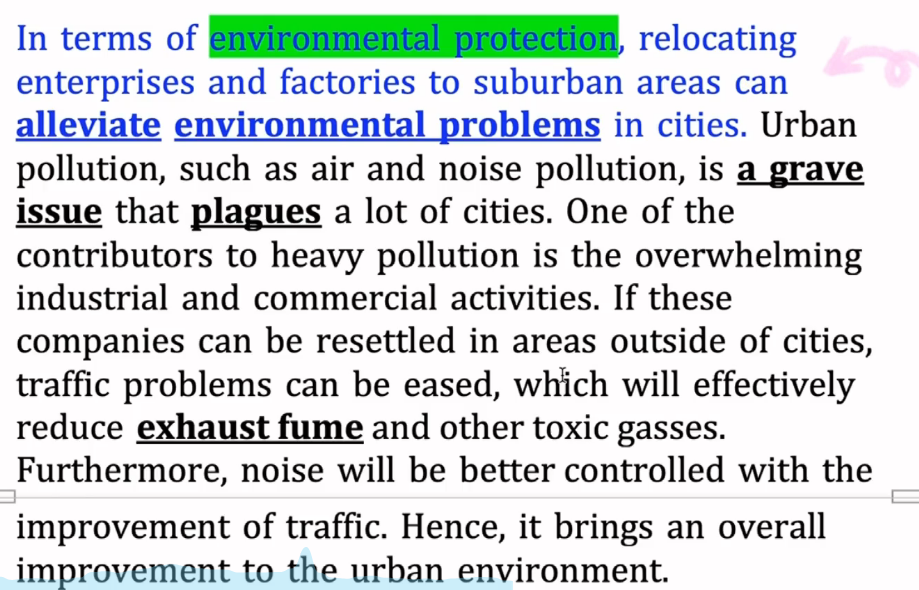 In terms of environmental protection, relocating
enterprises and factories to suburban areas can
alleviate environmental problems in cities. Urban
pollution, such as air and noise pollution, is a grave
issue that plagues a lot of cities. One of the
contributors to heavy pollution is the overwhelming
industrial and commercial activities. If these
companies can be resettled in areas outside of cities,
traffic problems can be eased, which will effectively
reduce exhaust fume and other toxic gasses.
Furthermore, noise will be better controlled with the
improvement of traffic. Hence, it brings an overall
improvement to the urban environment.